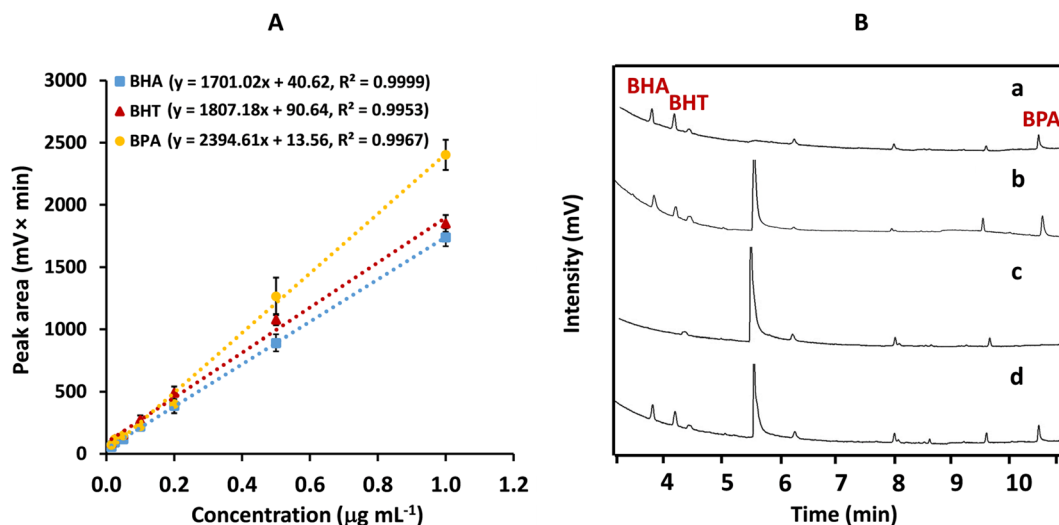 A
3000
2500
2000
1500
1000
500
0
Peak area (mV× min)
BHA (y = 1701.02x + 40.62, R² = 0.9999)
BHT (y = 1807.18x + 90.64, R² = 0.9953)
BPA (y = 2394.61x + 13.56, R² = 0.9967)
0.0 0.2 0.4 0.6 0.8 1.0 1.2
Concentration (µg mL⁻¹)
B
BHA
BHT
BPA
a
b
c
d
Intensity (mV)
4 5 6 7 8 9 10
Time (min)